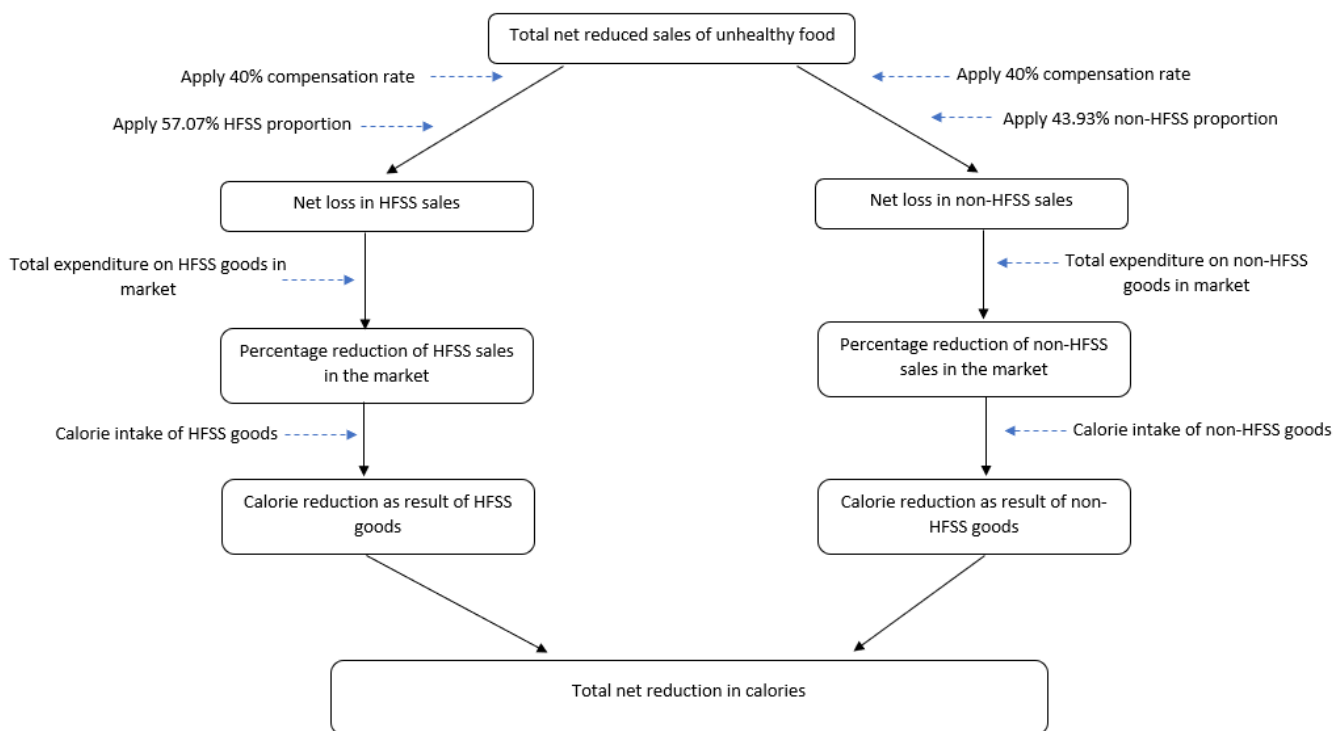 Total net reduced sales of unhealthy food
Apply 40% compensation rate
Apply 40% compensation rate
Apply 57.07% HFSS proportion
Apply 43.93% non-HFSS proportion
Net loss in HFSS sales
Net loss in non-HFSS sales
Total expenditure on HFSS goods in
market
Total expenditure on non-HFSS
goods in market
Percentage reduction of HFSS sales
in the market
Percentage reduction of non-HFSS
sales in the market
Calorie intake of HFSS goods
Calorie intake of non-HFSS goods
Calorie reduction as result of HFSS
goods
Calorie reduction as result of non-
HFSS goods
Total net reduction in calories